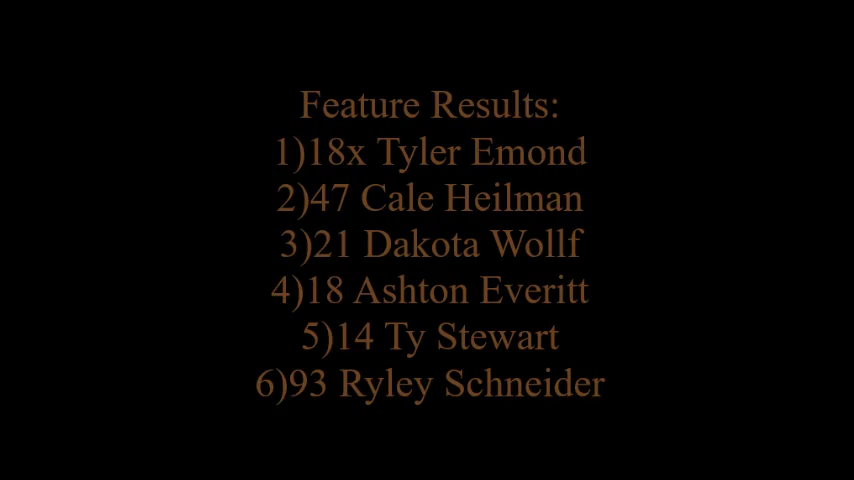 Feature Results:
1)18x Tyler Emond
2)47 Cale Heilman
3)21 Dakota Wollf
4)18 Ashton Everitt
5)14 Ty Stewart
6)93 Ryley Schneider